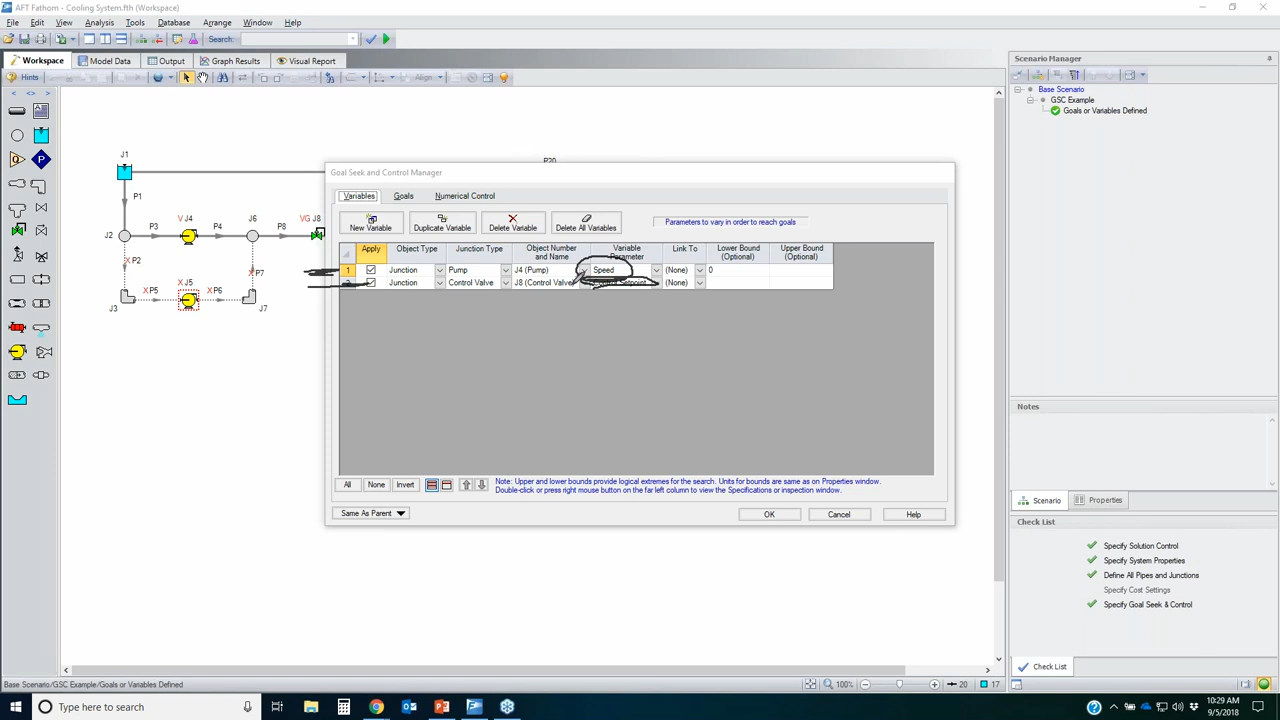 AFT Fathom - Cooling System.fth (Workspace)
File Edit View Analysis Tools Database Arrange Window Help
Search:
Workspace Model Data Output Graph Results Visual Report
Hints Align
Scenario Manager
Base Scenario
GSC Example
Goals or Variables Defined
J1
P1
P20
V J4 J6 VG J8
J2 P3 P4 P8
P2 P7
P5 X J5 P6
J3 J7
Goal Seek and Control Manager
Variables Goals Numerical Control
New Variable Duplicate Variable Delete Variable Delete All Variables Parameters to vary in order to reach goals
Apply Object Type Junction Type Object Number and Name Variable Parameter Link To Lower Bound (Optional) Upper Bound (Optional)
1 Junction Pump J4 (Pump) Speed (None) 0
Junction Control Valve J8 (Control Valve) (None)
All None Invert Note: Upper and lower bounds provide logical extremes for the search. Units for bounds are same as on Properties window.
Double-click or press right mouse button on the far left column to view the Specifications or inspection window.
Same As Parent OK Cancel Help
Notes
Scenario Properties
Check List
Specify Solution Control
Specify System Properties
Define All Pipes and Junctions
Specify Cost Settings
Specify Goal Seek & Control
Check List
Base Scenario/GSC Example/Goals or Variables Defined 100% 20 17
Type here to search
10:29 AM
9/5/2018